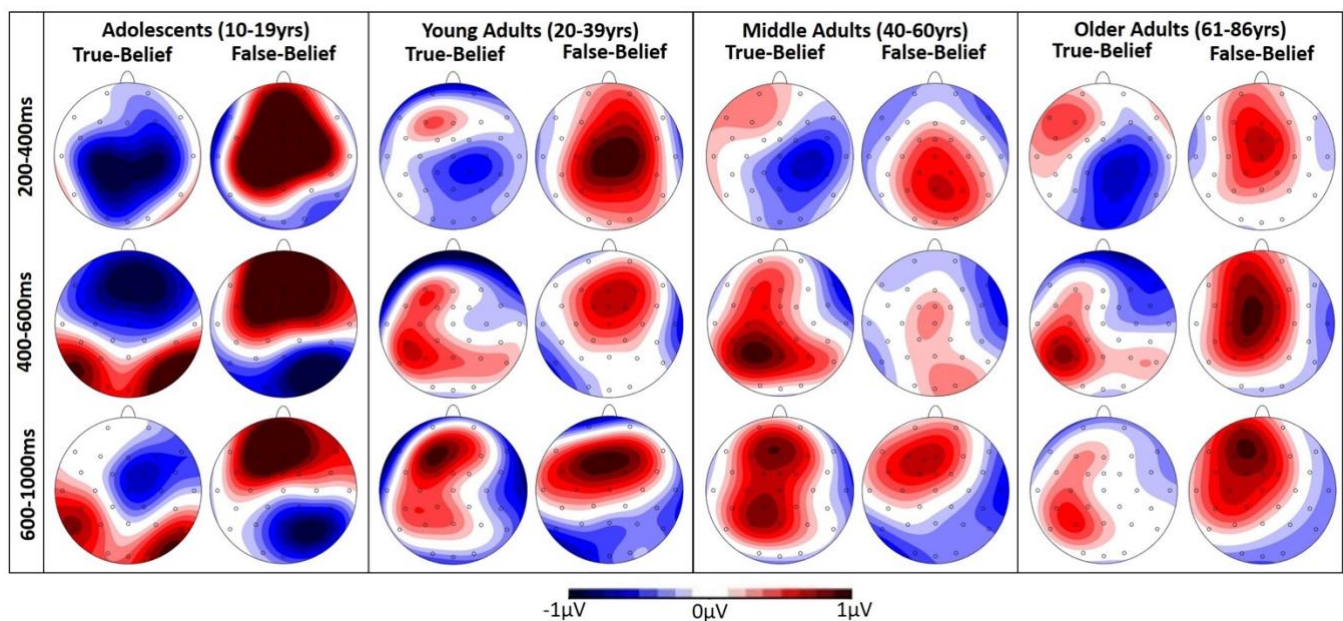 Adolescents (10-19yrs)
True-Belief False-Belief
Young Adults (20-39yrs)
True-Belief False-Belief
Middle Adults (40-60yrs)
True-Belief False-Belief
Older Adults (61-86yrs)
True-Belief False-Belief
200-400ms
400-600ms
600-1000ms
-1µV 0µV 1µV